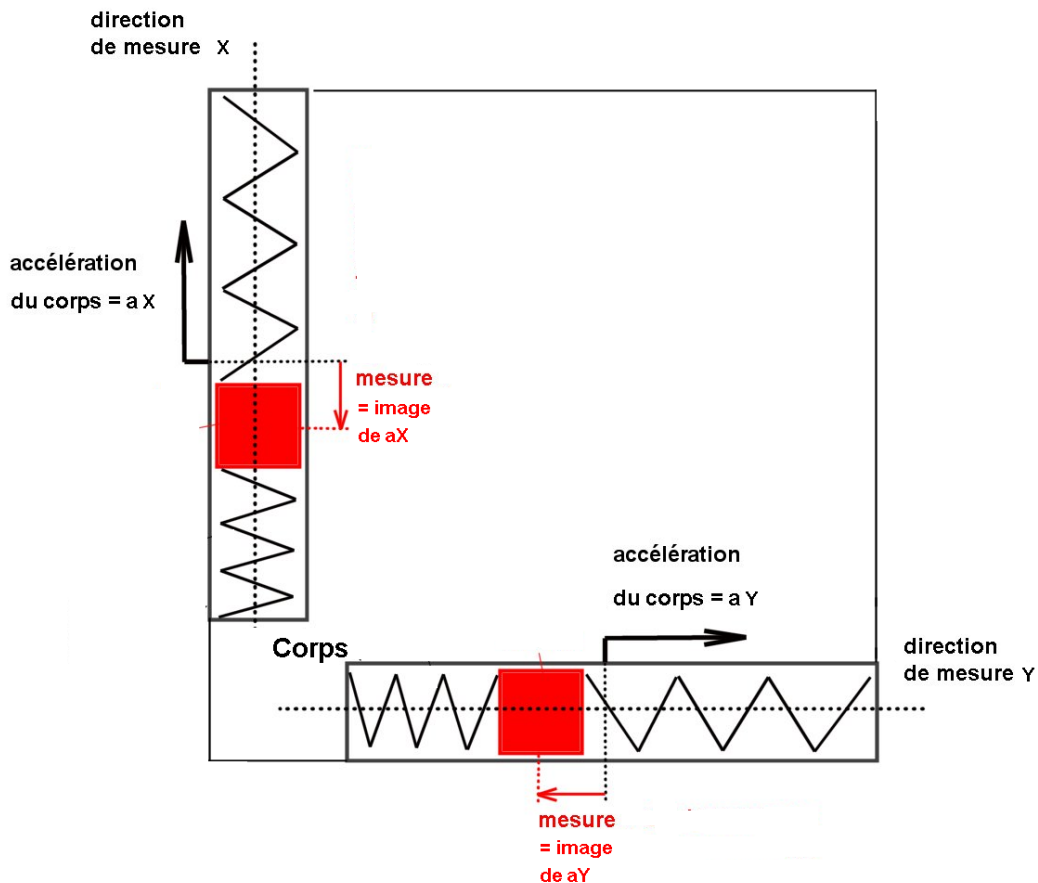 direction
de mesure X
accélération
du corps = a X
mesure
= image
de aX
accélération
du corps = a Y
Corps
direction
de mesure Y
mesure
= image
de aY